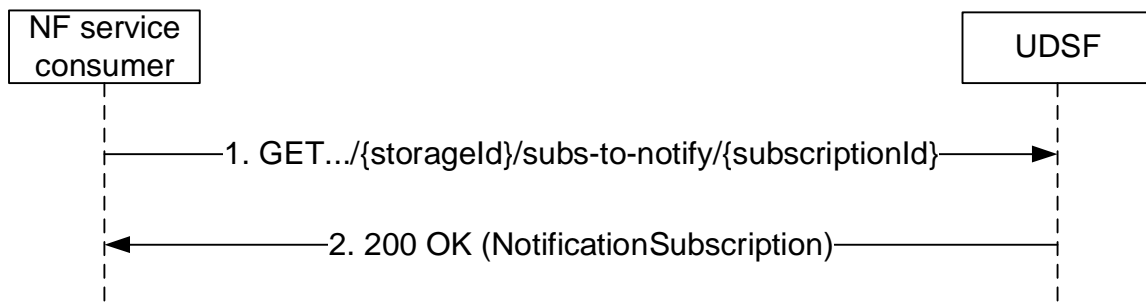 NF service
consumer
UDSF
1. GET.../{storageId}/subs-to-notify/{subscriptionId}
2. 200 OK (NotificationSubscription)